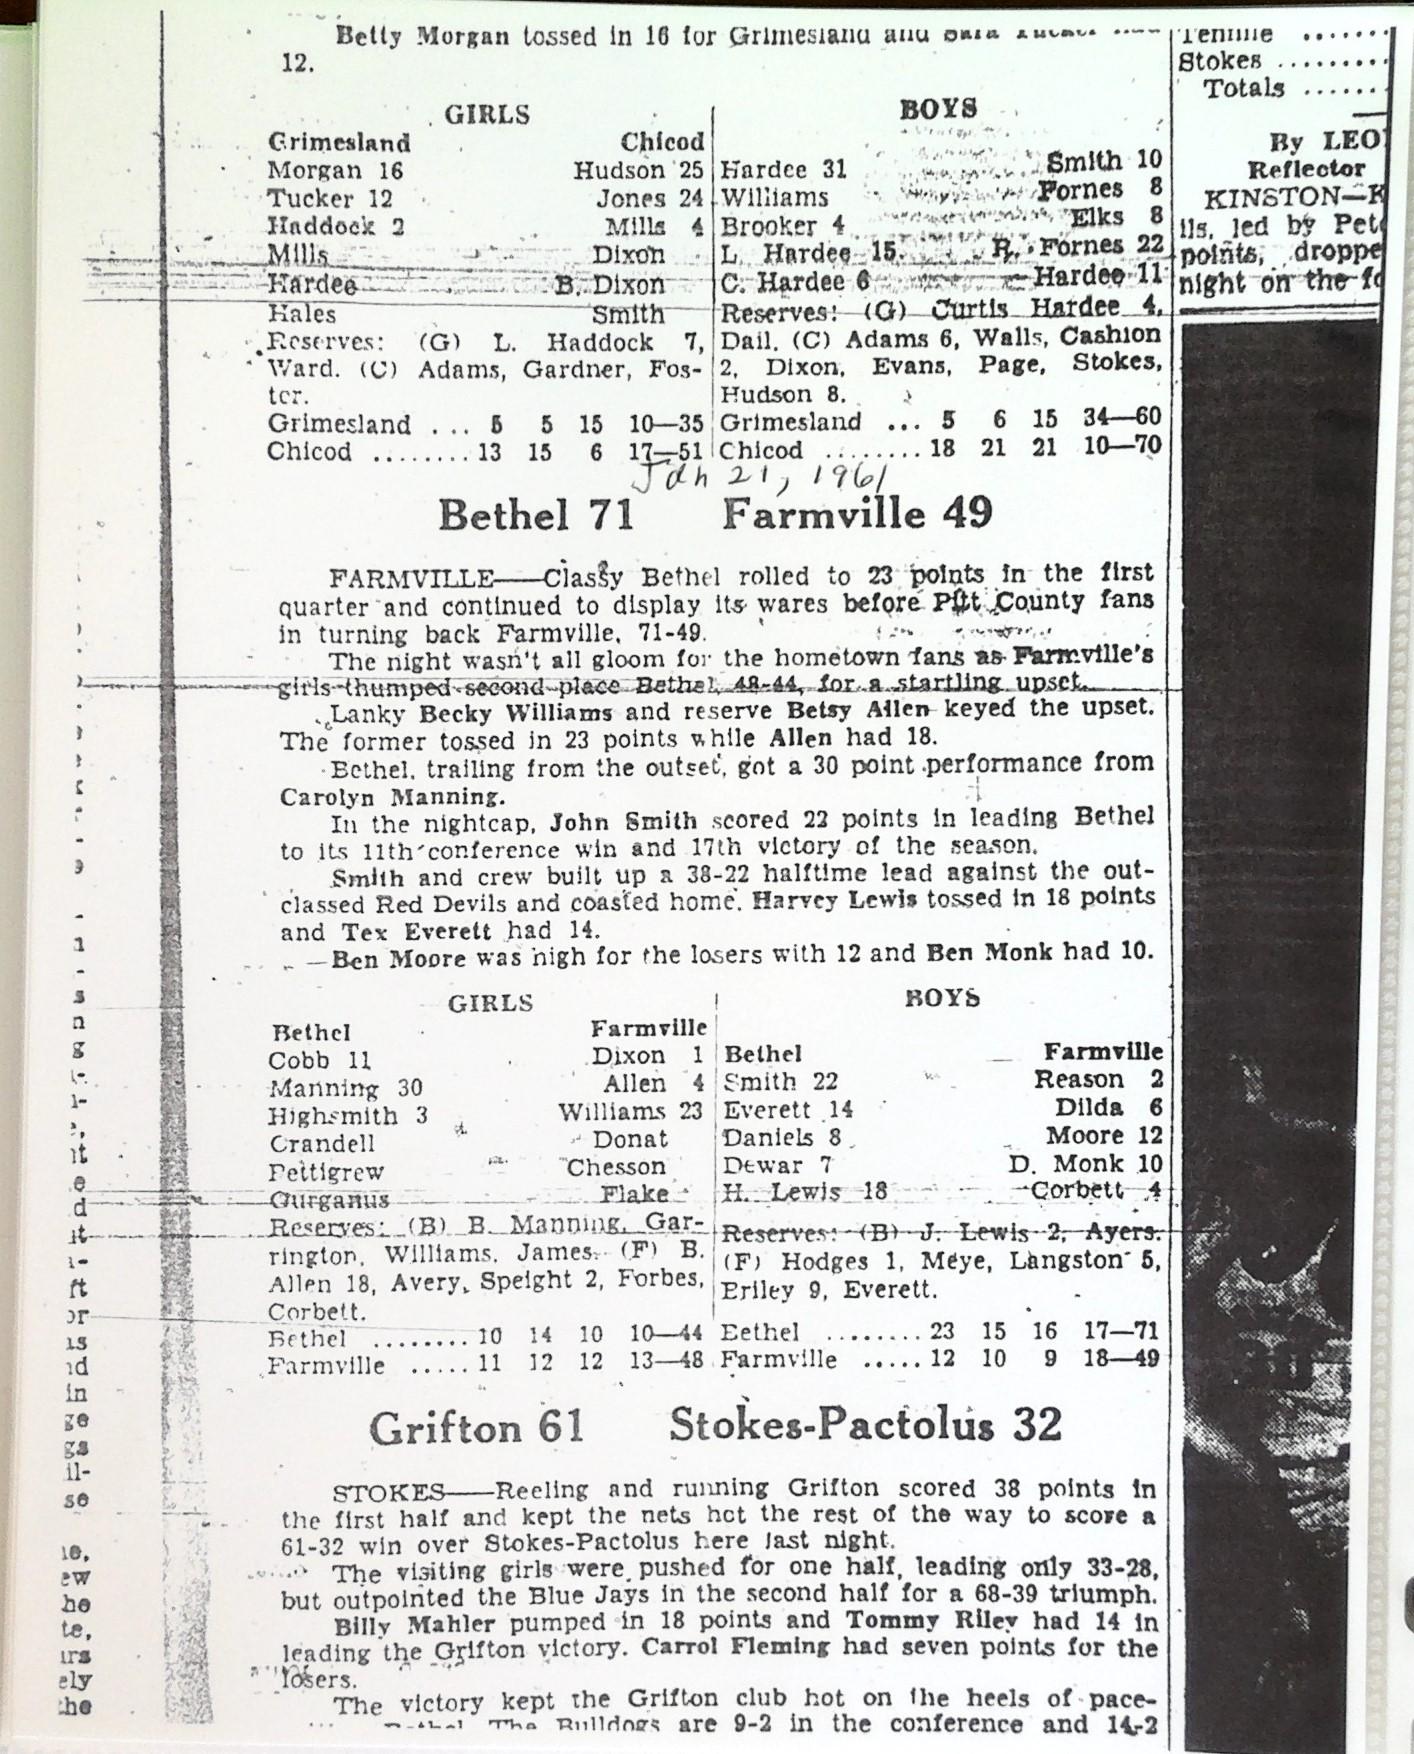 Betty Morgan tossed in 16 for Grimesland and
12.
GIRLS
Grimesland Chicod
Morgan 16 Hudson 25
Tucker 12 Jones 24
Haddock 2 Mills 4
Mills Dixon
Hardee B. Dixon
Hales Smith
Reserves: (G) L. Haddock 7,
Ward. (C) Adams, Gardner, Fos-
ter.
Grimesland ... 5 5 15 10—35
Chicod ........ 13 15 6 17—51
BOYS
Hardee 31 Smith 10
Williams Fornes 8
Brooker 4 Elks 8
L. Hardee 15 R. Fornes 22
C. Hardee 6 Hardee 11
Reserves: (G) Curtis Hardee 4,
Dail. (C) Adams 6, Walls, Cashion
2, Dixon, Evans, Page, Stokes,
Hudson 8.
Grimesland ... 5 6 15 34—60
Chicod ........ 18 21 21 10—70
Jan 21, 1961
Bethel 71 Farmville 49
FARMVILLE——Classy Bethel rolled to 23 points in the first
quarter and continued to display its wares before Pitt County fans
in turning back Farmville, 71-49.
The night wasn't all gloom for the hometown fans as Farmville's
girls thumped second place Bethel, 48-44, for a startling upset.
Lanky Becky Williams and reserve Betsy Allen keyed the upset.
The former tossed in 23 points while Allen had 18.
Bethel, trailing from the outset, got a 30 point performance from
Carolyn Manning.
In the nightcap, John Smith scored 22 points in leading Bethel
to its 11th conference win and 17th victory of the season.
Smith and crew built up a 38-22 halftime lead against the out-
classed Red Devils and coasted home. Harvey Lewis tossed in 18 points
and Tex Everett had 14.
—Ben Moore was high for the losers with 12 and Ben Monk had 10.
GIRLS
Bethel Farmville
Cobb 11 Dixon 1
Manning 30 Allen 4
Highsmith 3 Williams 23
Crandell Donat
Pettigrew Chesson
Gurganus Flake
Reserves: (B) B. Manning, Gar-
rington, Williams, James. (F) B.
Allen 18, Avery, Speight 2, Forbes,
Corbett.
Bethel ........ 10 14 10 10—44
Farmville ..... 11 12 12 13—48
BOYS
Bethel Farmville
Smith 22 Reason 2
Everett 14 Dilda 6
Daniels 8 Moore 12
Dewar 7 D. Monk 10
H. Lewis 18 Corbett 4
Reserves: (B) J. Lewis 2, Ayers.
(F) Hodges 1, Meye, Langston 5,
Eriley 9, Everett.
Bethel ........ 23 15 16 17—71
Farmville ..... 12 10 9 18—49
Grifton 61 Stokes-Pactolus 32
STOKES——Reeling and running Grifton scored 38 points in
the first half and kept the nets hot the rest of the way to score a
61-32 win over Stokes-Pactolus here last night.
The visiting girls were pushed for one half, leading only 33-28,
but outpointed the Blue Jays in the second half for a 68-39 triumph.
Billy Mahler pumped in 18 points and Tommy Riley had 14 in
leading the Grifton victory. Carrol Fleming had seven points for the
losers.
The victory kept the Grifton club hot on the heels of pace-
Bethel. The Bulldogs are 9-2 in the conference and 14-2
Stokes .........
Totals ......
By LEO
Reflector
KINSTON—K
ils, led by Pet
points, droppe
night on the fo